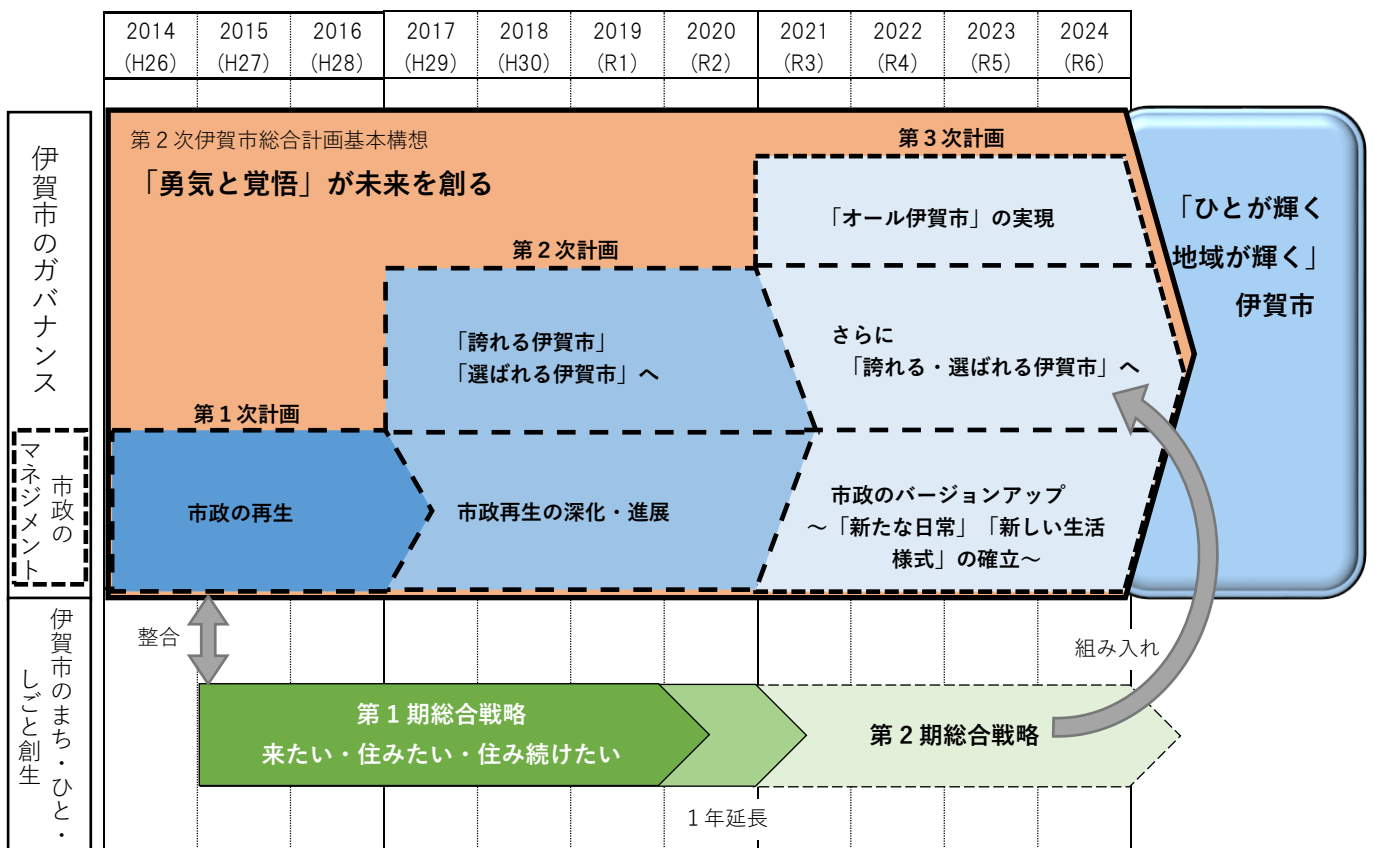 2014
(H26)
2015
(H27)
2016
(H28)
2017
(H29)
2018
(H30)
2019
(R1)
2020
(R2)
2021
(R3)
2022
(R4)
2023
(R5)
2024
(R6)
伊賀市のガバナンス
市政の
マネジメント
第２次伊賀市総合計画基本構想
「勇気と覚悟」が未来を創る
第１次計画
市政の再生
第２次計画
「誇れる伊賀市」
「選ばれる伊賀市」へ
市政再生の深化・進展
第３次計画
「オール伊賀市」の実現
さらに
「誇れる・選ばれる伊賀市」へ
市政のバージョンアップ
～「新たな日常」「新しい生活
様式」の確立～
「ひとが輝く
地域が輝く」
伊賀市
伊賀市のまち・ひと・
しごと創生
整合
組み入れ
第１期総合戦略
来たい・住みたい・住み続けたい
第２期総合戦略
１年延長